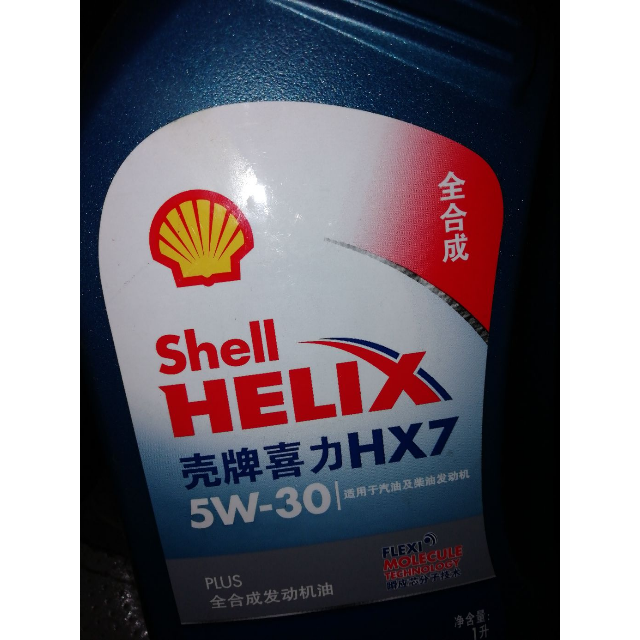 全合成
Shell
HELIX
壳牌喜力HX7
5W-30 适用于汽油及柴油发动机
FLEXI
MOLECULE
TECHNOLOGY
PLUS
全合成发动机油
净含量:
1升